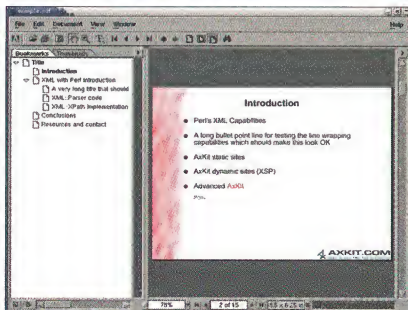 File Edit Document View Window Help
Bookmarks Thumbnails
Title
Introduction
XML with Perl Introduction
A very long title that should
XML::Parser code
XML::XPath Implementation
Conclusions
Resources and contact
Introduction
Perl's XML Capabilities
A long bullet point line for testing the line wrapping
capabilities which should make this look OK
AxKit static sites
AxKit dynamic sites (XSP)
Advanced AxKit
AXKIT.COM
76% 2 of 15